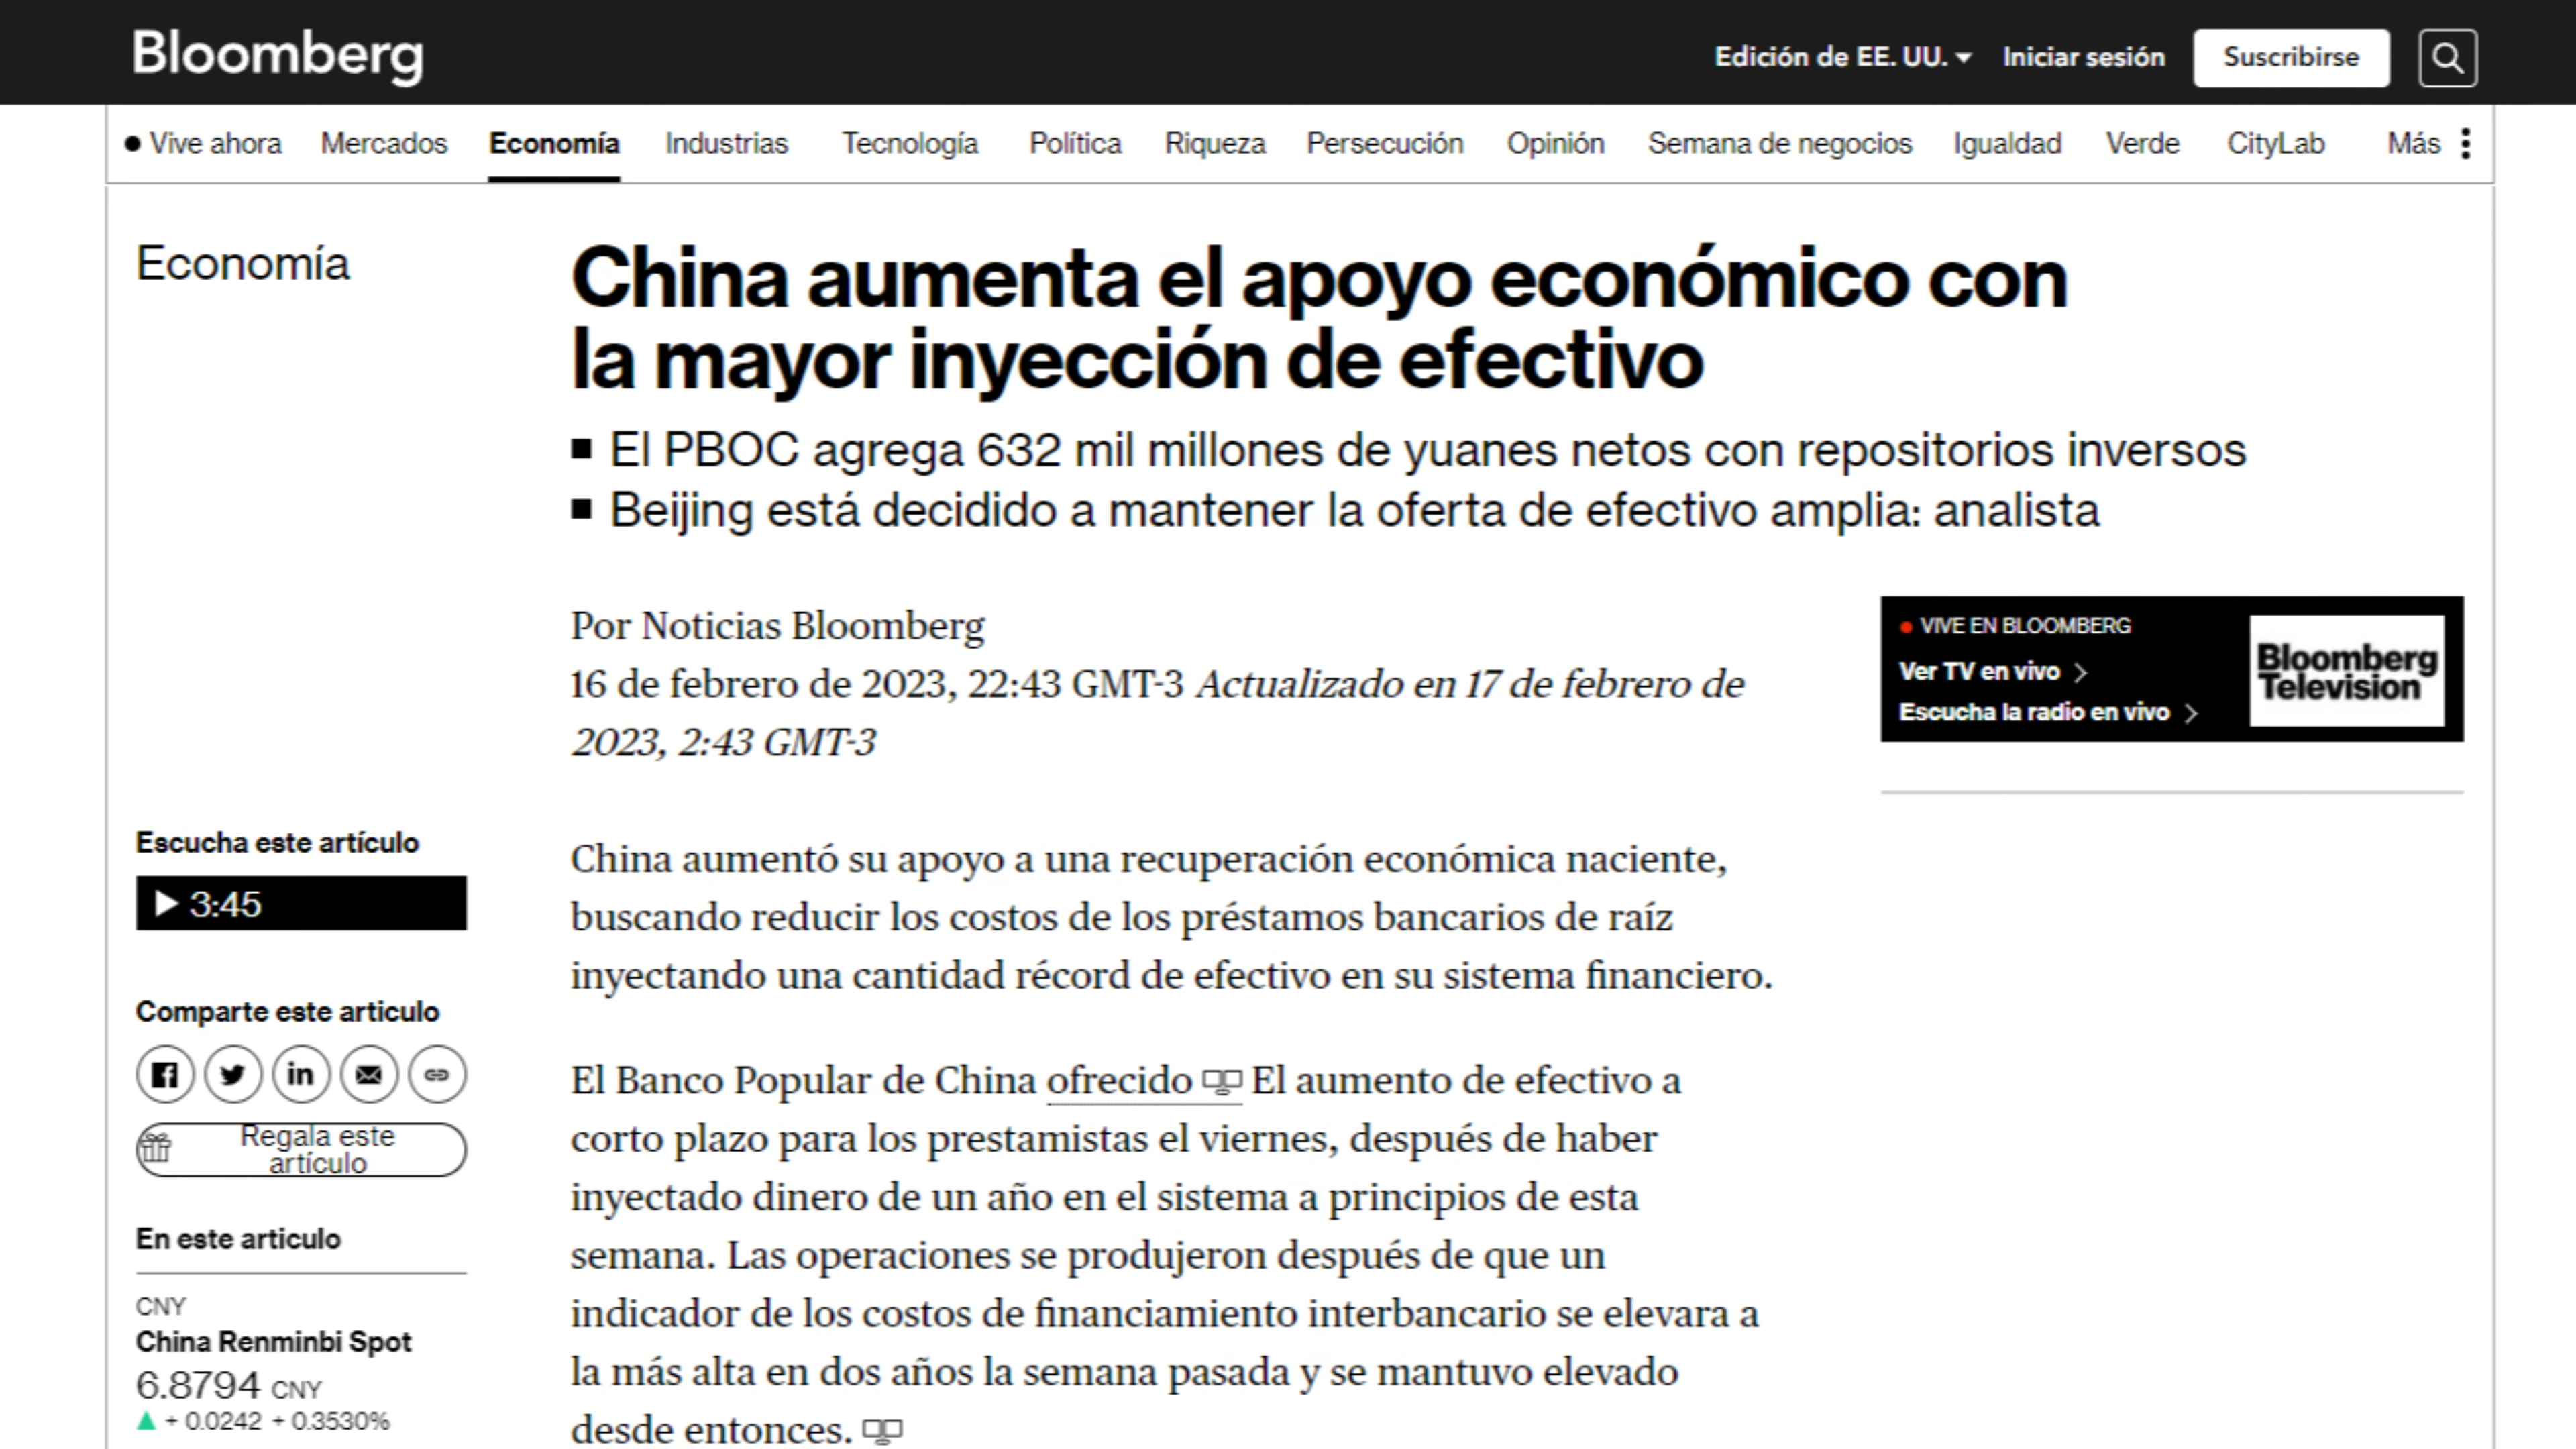 Bloomberg
Edición de EE. UU.
Iniciar sesión
Suscribirse
Vive ahora
Mercados
Economía
Industrias
Tecnología
Política
Riqueza
Persecución
Opinión
Semana de negocios
Igualdad
Verde
CityLab
Más
Economía
China aumenta el apoyo económico con
la mayor inyección de efectivo
El PBOC agrega 632 mil millones de yuanes netos con repositorios inversos
Beijing está decidido a mantener la oferta de efectivo amplia: analista
Por Noticias Bloomberg
16 de febrero de 2023, 22:43 GMT-3 Actualizado en 17 de febrero de
2023, 2:43 GMT-3
VIVE EN BLOOMBERG
Ver TV en vivo
Escucha la radio en vivo
Bloomberg
Television
Escucha este artículo
3:45
Comparte este articulo
Regala este
artículo
En este articulo
CNY
China Renminbi Spot
6.8794 CNY
+ 0.0242 + 0.3530%
China aumentó su apoyo a una recuperación económica naciente,
buscando reducir los costos de los préstamos bancarios de raíz
inyectando una cantidad récord de efectivo en su sistema financiero.
El Banco Popular de China ofrecido El aumento de efectivo a
corto plazo para los prestamistas el viernes, después de haber
inyectado dinero de un año en el sistema a principios de esta
semana. Las operaciones se produjeron después de que un
indicador de los costos de financiamiento interbancario se elevara a
la más alta en dos años la semana pasada y se mantuvo elevado
desde entonces.